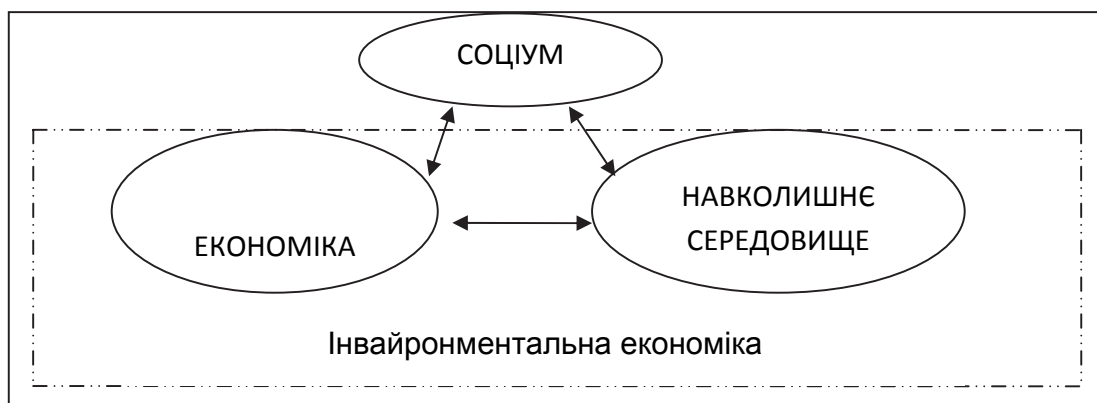 СОЦІУМ
ЕКОНОМІКА
НАВКОЛИШНЄ
СЕРЕДОВИЩЕ
Інвайронментальна економіка